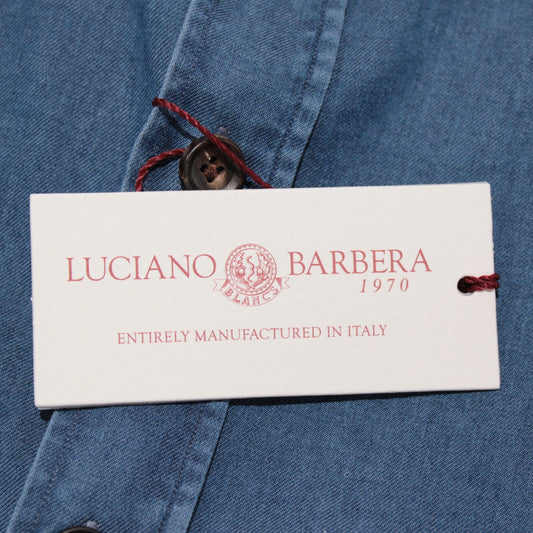 LUCIANO BARBERA
BLANCS
1970
ENTIRELY MANUFACTURED IN ITALY